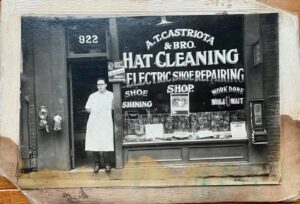 922
A.T. CASTRIOTA
& BRO.
HAT CLEANING
ELECTRIC SHOE REPAIRING
SHOE
SHINING
SHOP.
WORK DONE
WHILE U WAIT